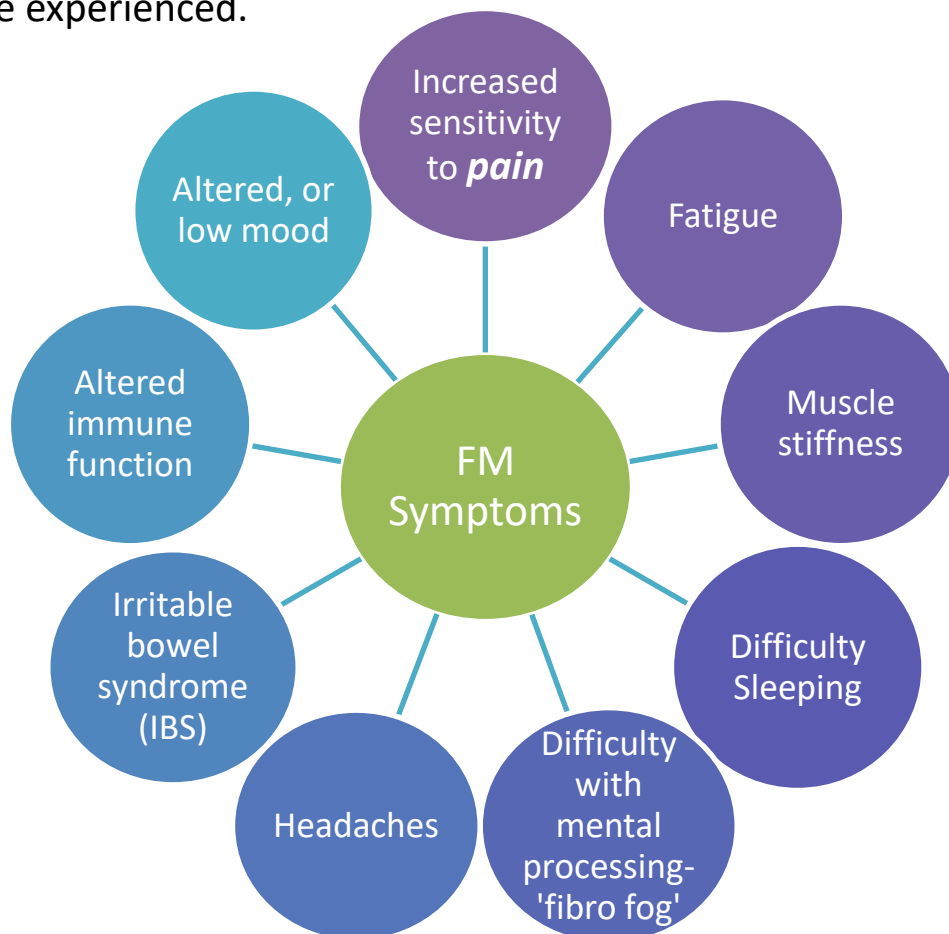 e experienced.
Increased
sensitivity
to pain
Fatigue
Muscle
stiffness
Difficulty
Sleeping
Difficulty
with
mental
processing-
'fibro fog'
Headaches
Irritable
bowel
syndrome
(IBS)
Altered
immune
function
Altered, or
low mood
FM
Symptoms